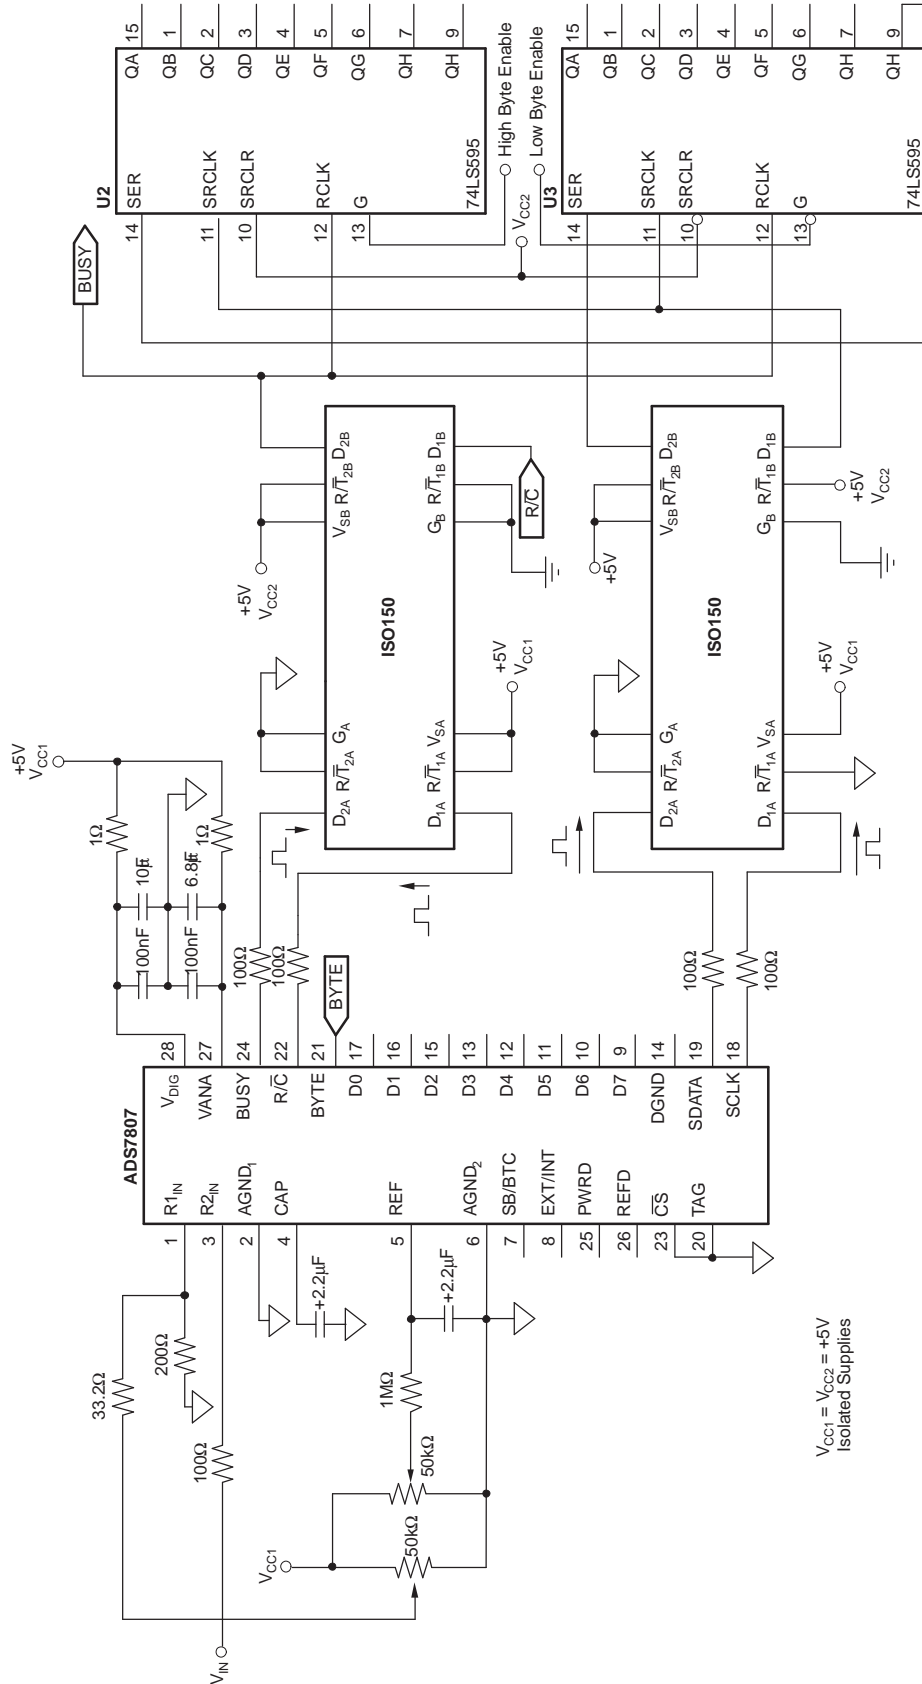 ADS7807
R1IN
R2IN
AGND1
CAP
REF
AGND2
SB/BTC
EXT/INT
PWRD
REFD
CS
TAG
1
3
2
4
5
6
7
8
25
26
23
20
VDIG
VANA
BUSY
R/C
BYTE
D0
D1
D2
D3
D4
D5
D6
D7
DGND
SDATA
SCLK
28
27
24
22
21
17
16
15
13
12
11
10
9
14
19
18
33.2Ω
200Ω
100Ω
VIN
+2.2μF
+2.2μF
1MΩ
50kΩ
50kΩ
VCC1
VCC1 = VCC2 = +5V
Isolated Supplies
100nF
10μF
100nF
6.8μF
1Ω
1Ω
+5V
VCC1
100Ω
100Ω
BYTE
100Ω
100Ω
ISO150
D2A
R/T2A
GA
VSB
R/T2B
D2B
D1A
R/T1A
VSA
GB
R/T1B
D1B
+5V
VCC2
+5V
VCC1
R/C
ISO150
D2A
R/T2A
GA
VSB
R/T2B
D2B
D1A
R/T1A
VSA
GB
R/T1B
D1B
+5V
+5V
VCC1
+5V
VCC2
BUSY
U2
14
11
10
12
13
SER
SRCLK
SRCLR
RCLK
G
QA
QB
QC
QD
QE
QF
QG
QH
QH
15
1
2
3
4
5
6
7
9
74LS595
High Byte Enable
Low Byte Enable
VCC2
U3
14
11
10
12
13
SER
SRCLK
SRCLR
RCLK
G
QA
QB
QC
QD
QE
QF
QG
QH
QH
15
1
2
3
4
5
6
7
9
74LS595